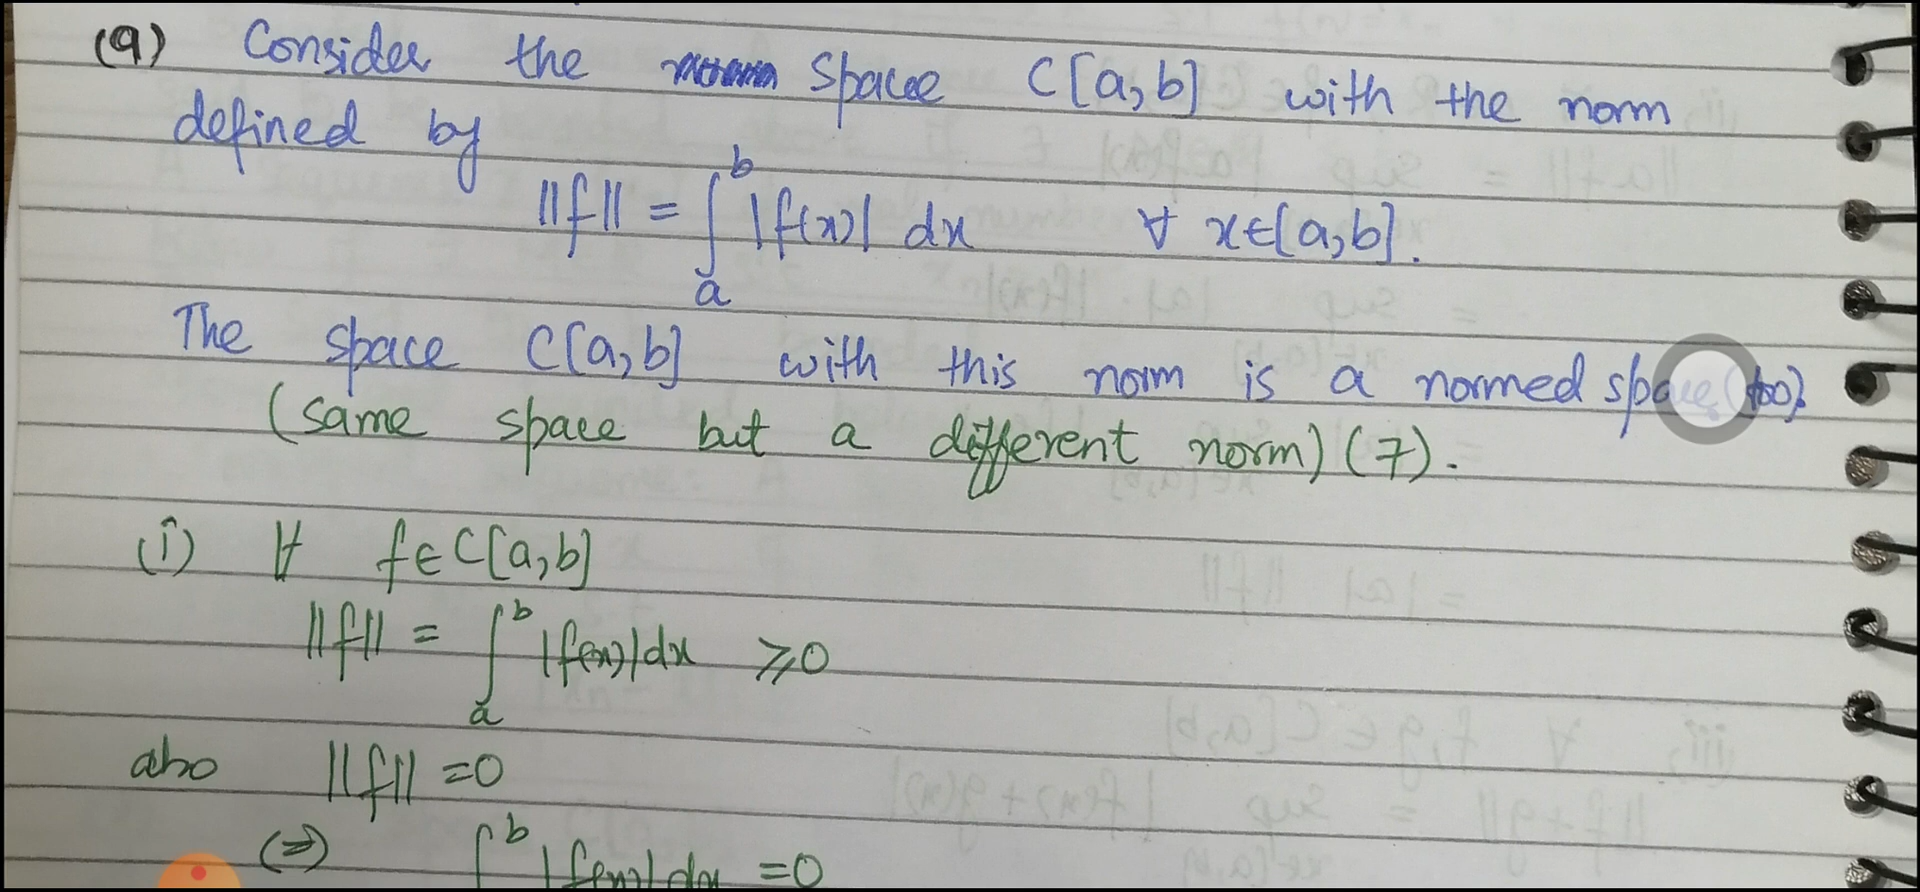 (9) Consider the space C[a,b] with the norm
defined by
||f|| = ∫_a^b |f(x)| dx ∀ x∈[a,b].
The space C[a,b] with this norm is a normed space (too).
(same space but a different norm) (7).
(i) ∀ f∈C[a,b]
||f|| = ∫_a^b |f(x)| dx ⩾0
also ||f|| =0
(⇒) ∫^b |f(x)| dx =0